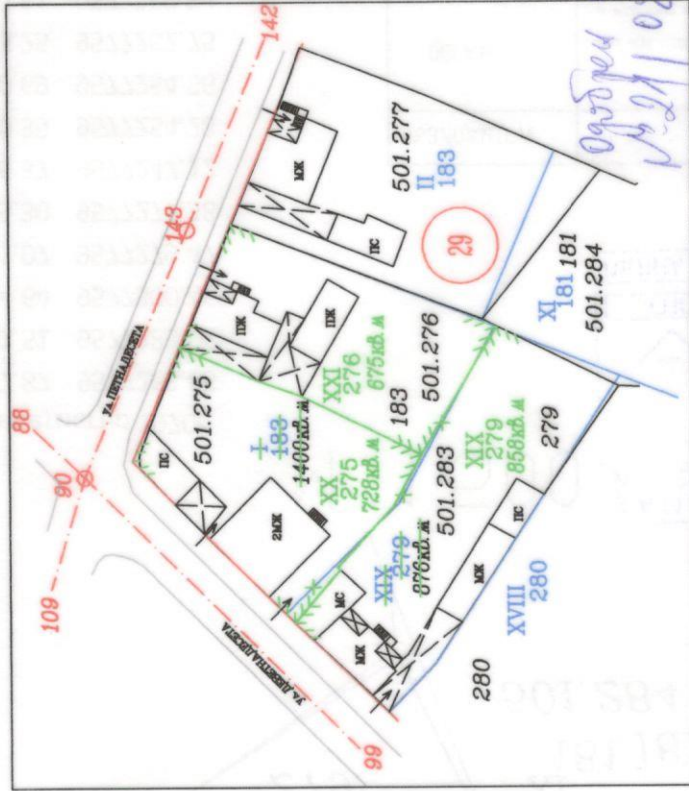 88
90
109
142
143
99
УЛ.ПЕТНАДЕСЕТА
УЛ.ДЕВЕТНАДЕСЕТА
ПС
501.275
I
183
1400кв.м
XX
275
728кв.м
2МЖ
ПЖ
ПЖ
XXI
276
675кв.м
183
501.276
МЖ
ПС
501.277
II
183
29
XI
181
181
501.284
МС
МЖ
XIX
279
876кв.м
501.283
XIX
279
858кв.м
279
МЖ
ПС
XVIII
280
280
Одобрен